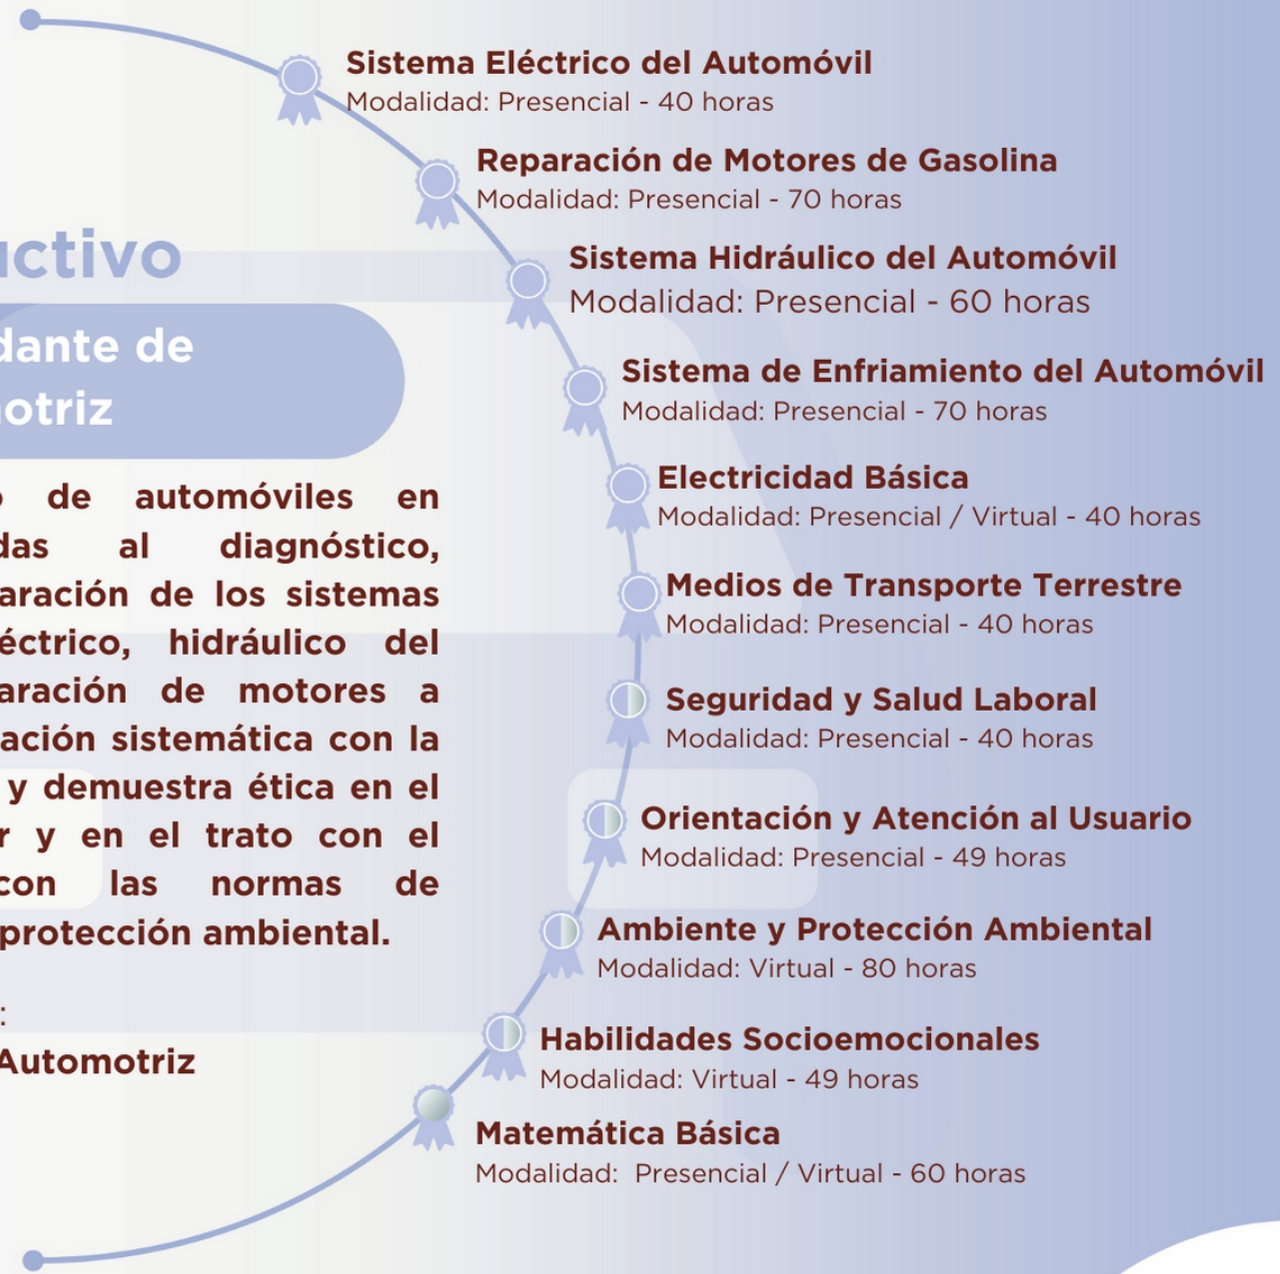 Sistema Eléctrico del Automóvil
Modalidad: Presencial - 40 horas
Reparación de Motores de Gasolina
Modalidad: Presencial - 70 horas
Sistema Hidráulico del Automóvil
Modalidad: Presencial - 60 horas
Sistema de Enfriamiento del Automóvil
Modalidad: Presencial - 70 horas
Electricidad Básica
Modalidad: Presencial / Virtual - 40 horas
Medios de Transporte Terrestre
Modalidad: Presencial - 40 horas
Seguridad y Salud Laboral
Modalidad: Presencial - 40 horas
Orientación y Atención al Usuario
Modalidad: Presencial - 49 horas
Ambiente y Protección Ambiental
Modalidad: Virtual - 80 horas
Habilidades Socioemocionales
Modalidad: Virtual - 49 horas
Matemática Básica
Modalidad: Presencial / Virtual - 60 horas
uctivo
dante de
otriz
de automóviles en
das al diagnóstico,
aración de los sistemas
éctrico, hidráulico del
aración de motores a
ación sistemática con la
y demuestra ética en el
r y en el trato con el
con las normas de
protección ambiental.
:
Automotriz